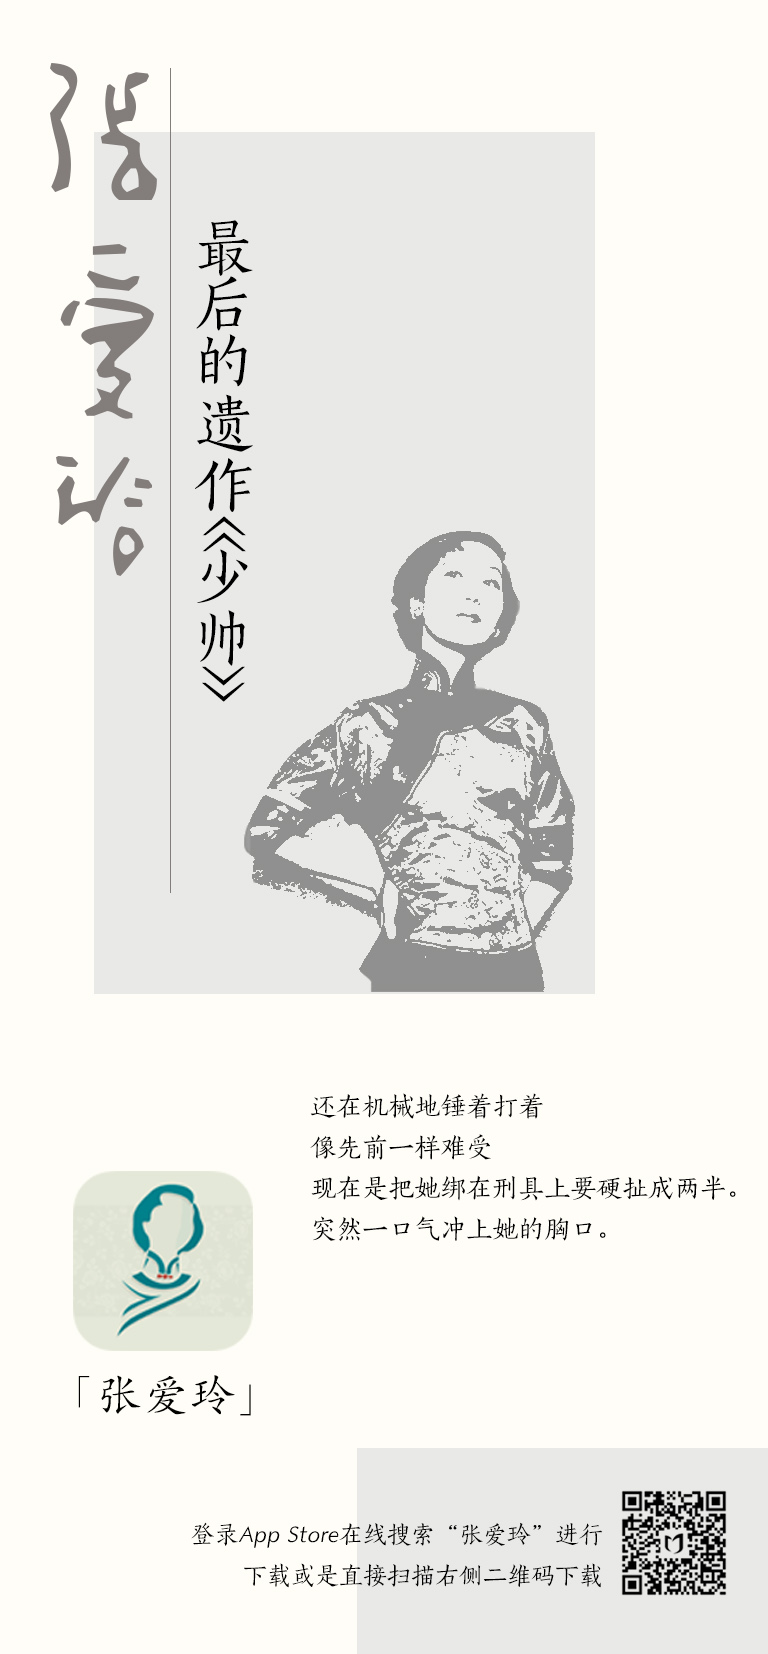 张爱玲
最后的遗作《少帅》
还在机械地锤着打着
像先前一样难受
现在是把她绑在刑具上要硬扯成两半。
突然一口气冲上她的胸口。
「张爱玲」
登录App Store在线搜索“张爱玲”进行
下载或是直接扫描右侧二维码下载